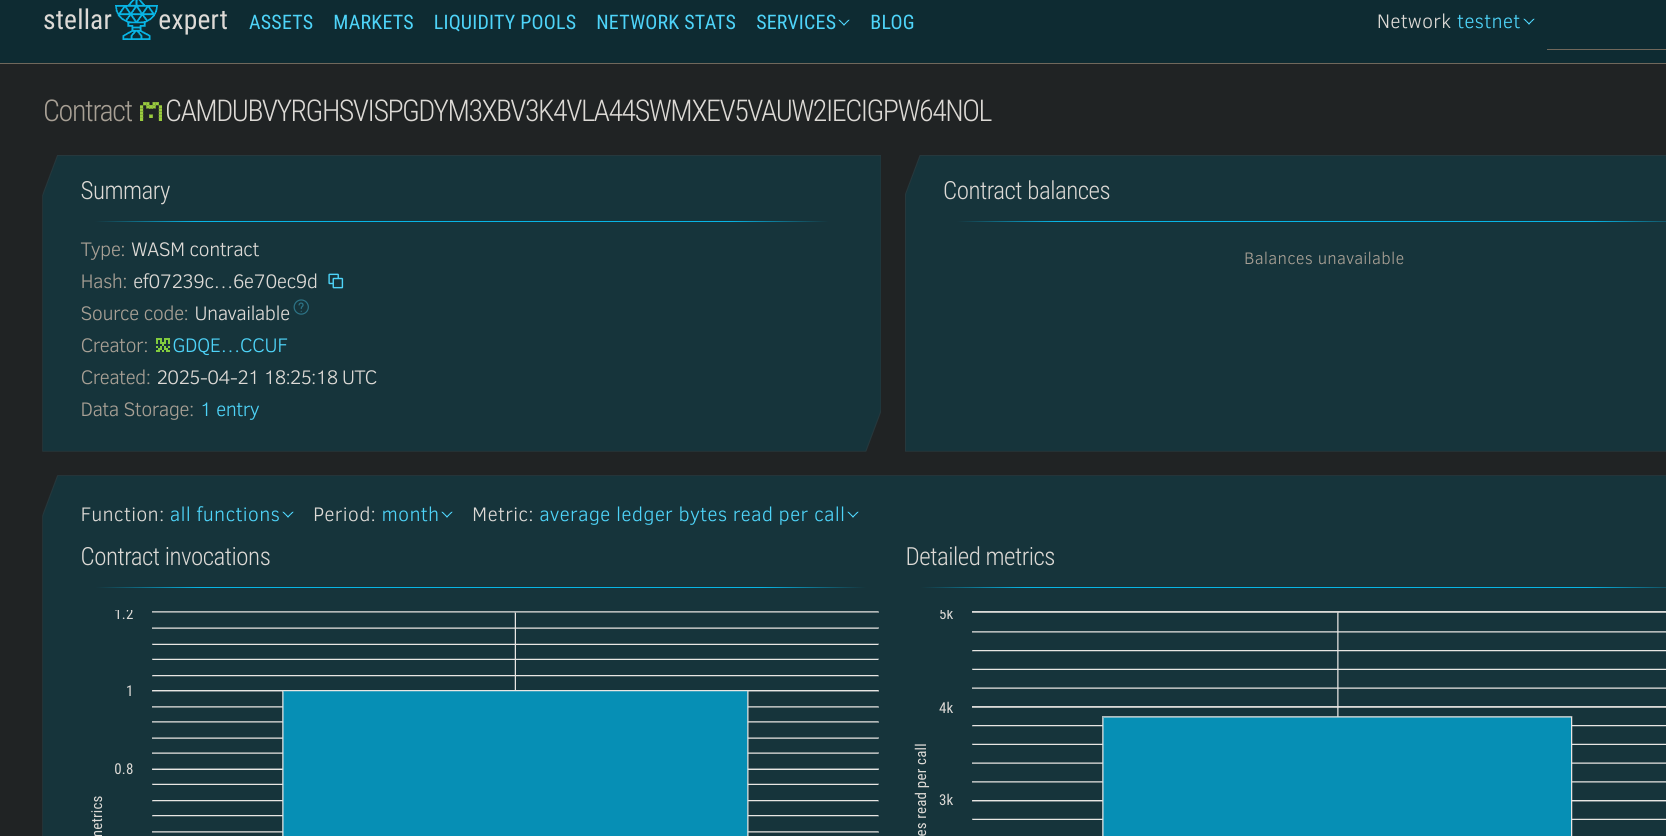 stellar expert ASSETS MARKETS LIQUIDITY POOLS NETWORK STATS SERVICES BLOG Network testnet
Contract CAMDUBVYRGHSVISPGDYM3XBV3K4VLA44SWMXEV5VAUW2IECIGPW64NOL
Summary
Type: WASM contract
Hash: ef07239c...6e70ec9d
Source code: Unavailable ?
Creator: GDQE...CCUF
Created: 2025-04-21 18:25:18 UTC
Data Storage: 1 entry
Contract balances
Balances unavailable
Function: all functions Period: month Metric: average ledger bytes read per call
Contract invocations
1.2
1
0.8
metrics
Detailed metrics
5k
4k
3k
es read per call